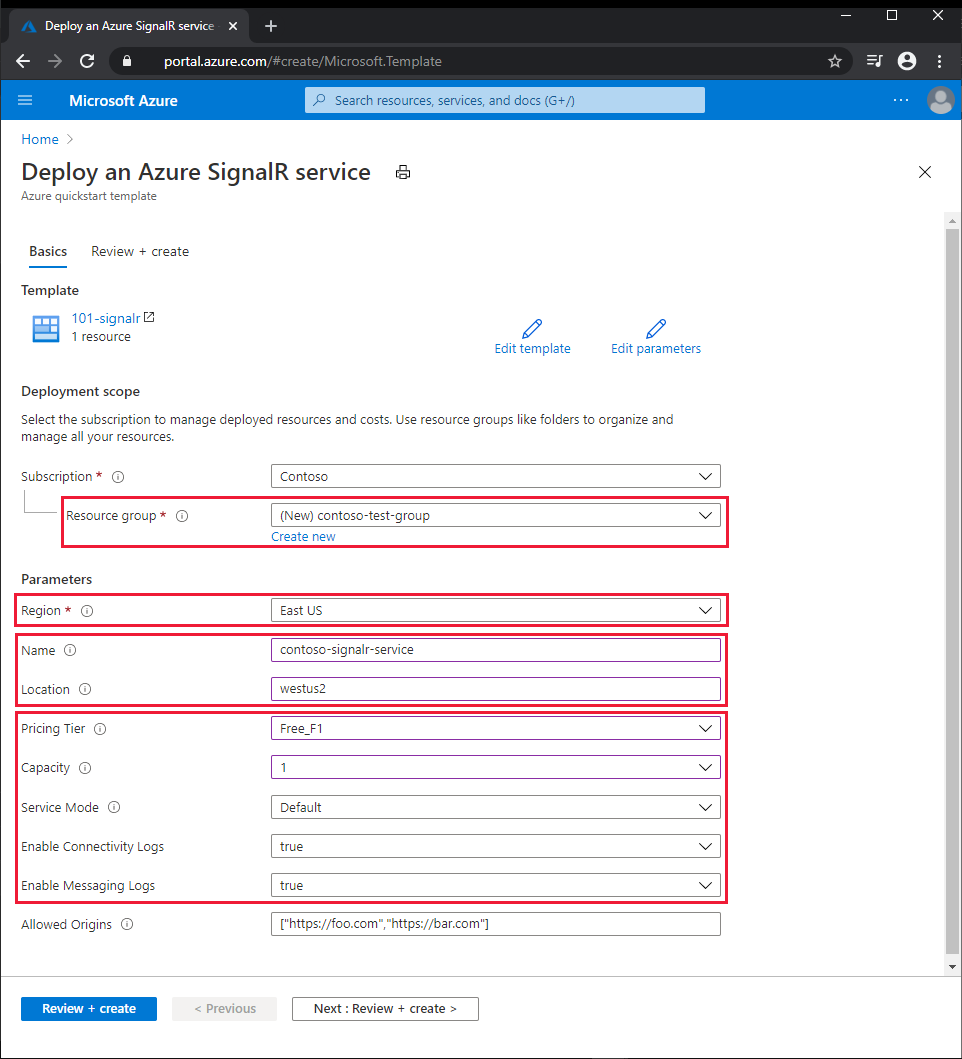 Deploy an Azure SignalR service
portal.azure.com/#create/Microsoft.Template
Microsoft Azure
Search resources, services, and docs (G+/)
Home
Deploy an Azure SignalR service
Azure quickstart template
Basics Review + create
Template
101-signalr
1 resource
Edit template Edit parameters
Deployment scope
Select the subscription to manage deployed resources and costs. Use resource groups like folders to organize and
manage all your resources.
Subscription * Contoso
Resource group * (New) contoso-test-group
Create new
Parameters
Region * East US
Name contoso-signalr-service
Location westus2
Pricing Tier Free_F1
Capacity 1
Service Mode Default
Enable Connectivity Logs true
Enable Messaging Logs true
Allowed Origins ["https://foo.com","https://bar.com"]
Review + create < Previous Next : Review + create >